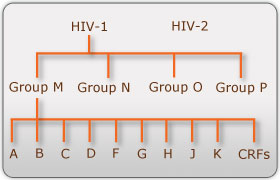 HIV-1 HIV-2
Group M Group N Group O Group P
A B C D F G H J K CRFs